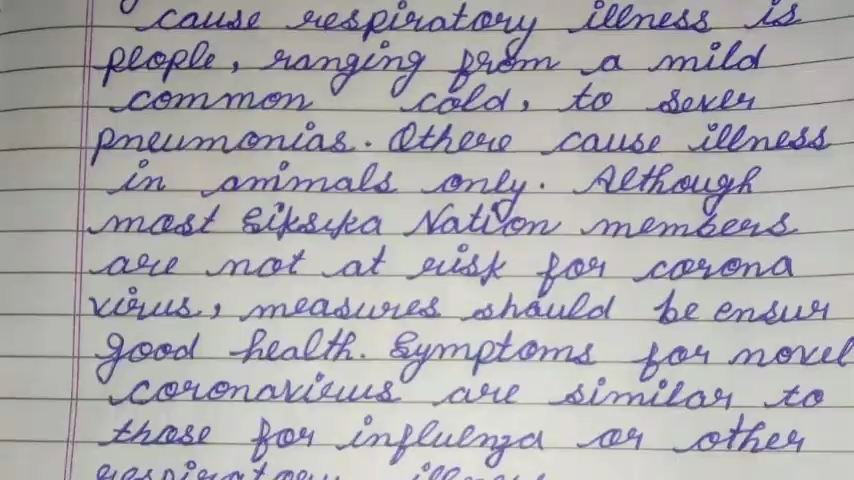 cause respiratory illness is
people, ranging from a mild
common cold, to sever
pneumonias. Othere cause illness
in animals only. Although
most Siksika Nation members
are not at risk for corona
virus, measures should be ensur
good health. Symptoms for novel
coronavirus are similar to
those for influenza or other
respiratory illness